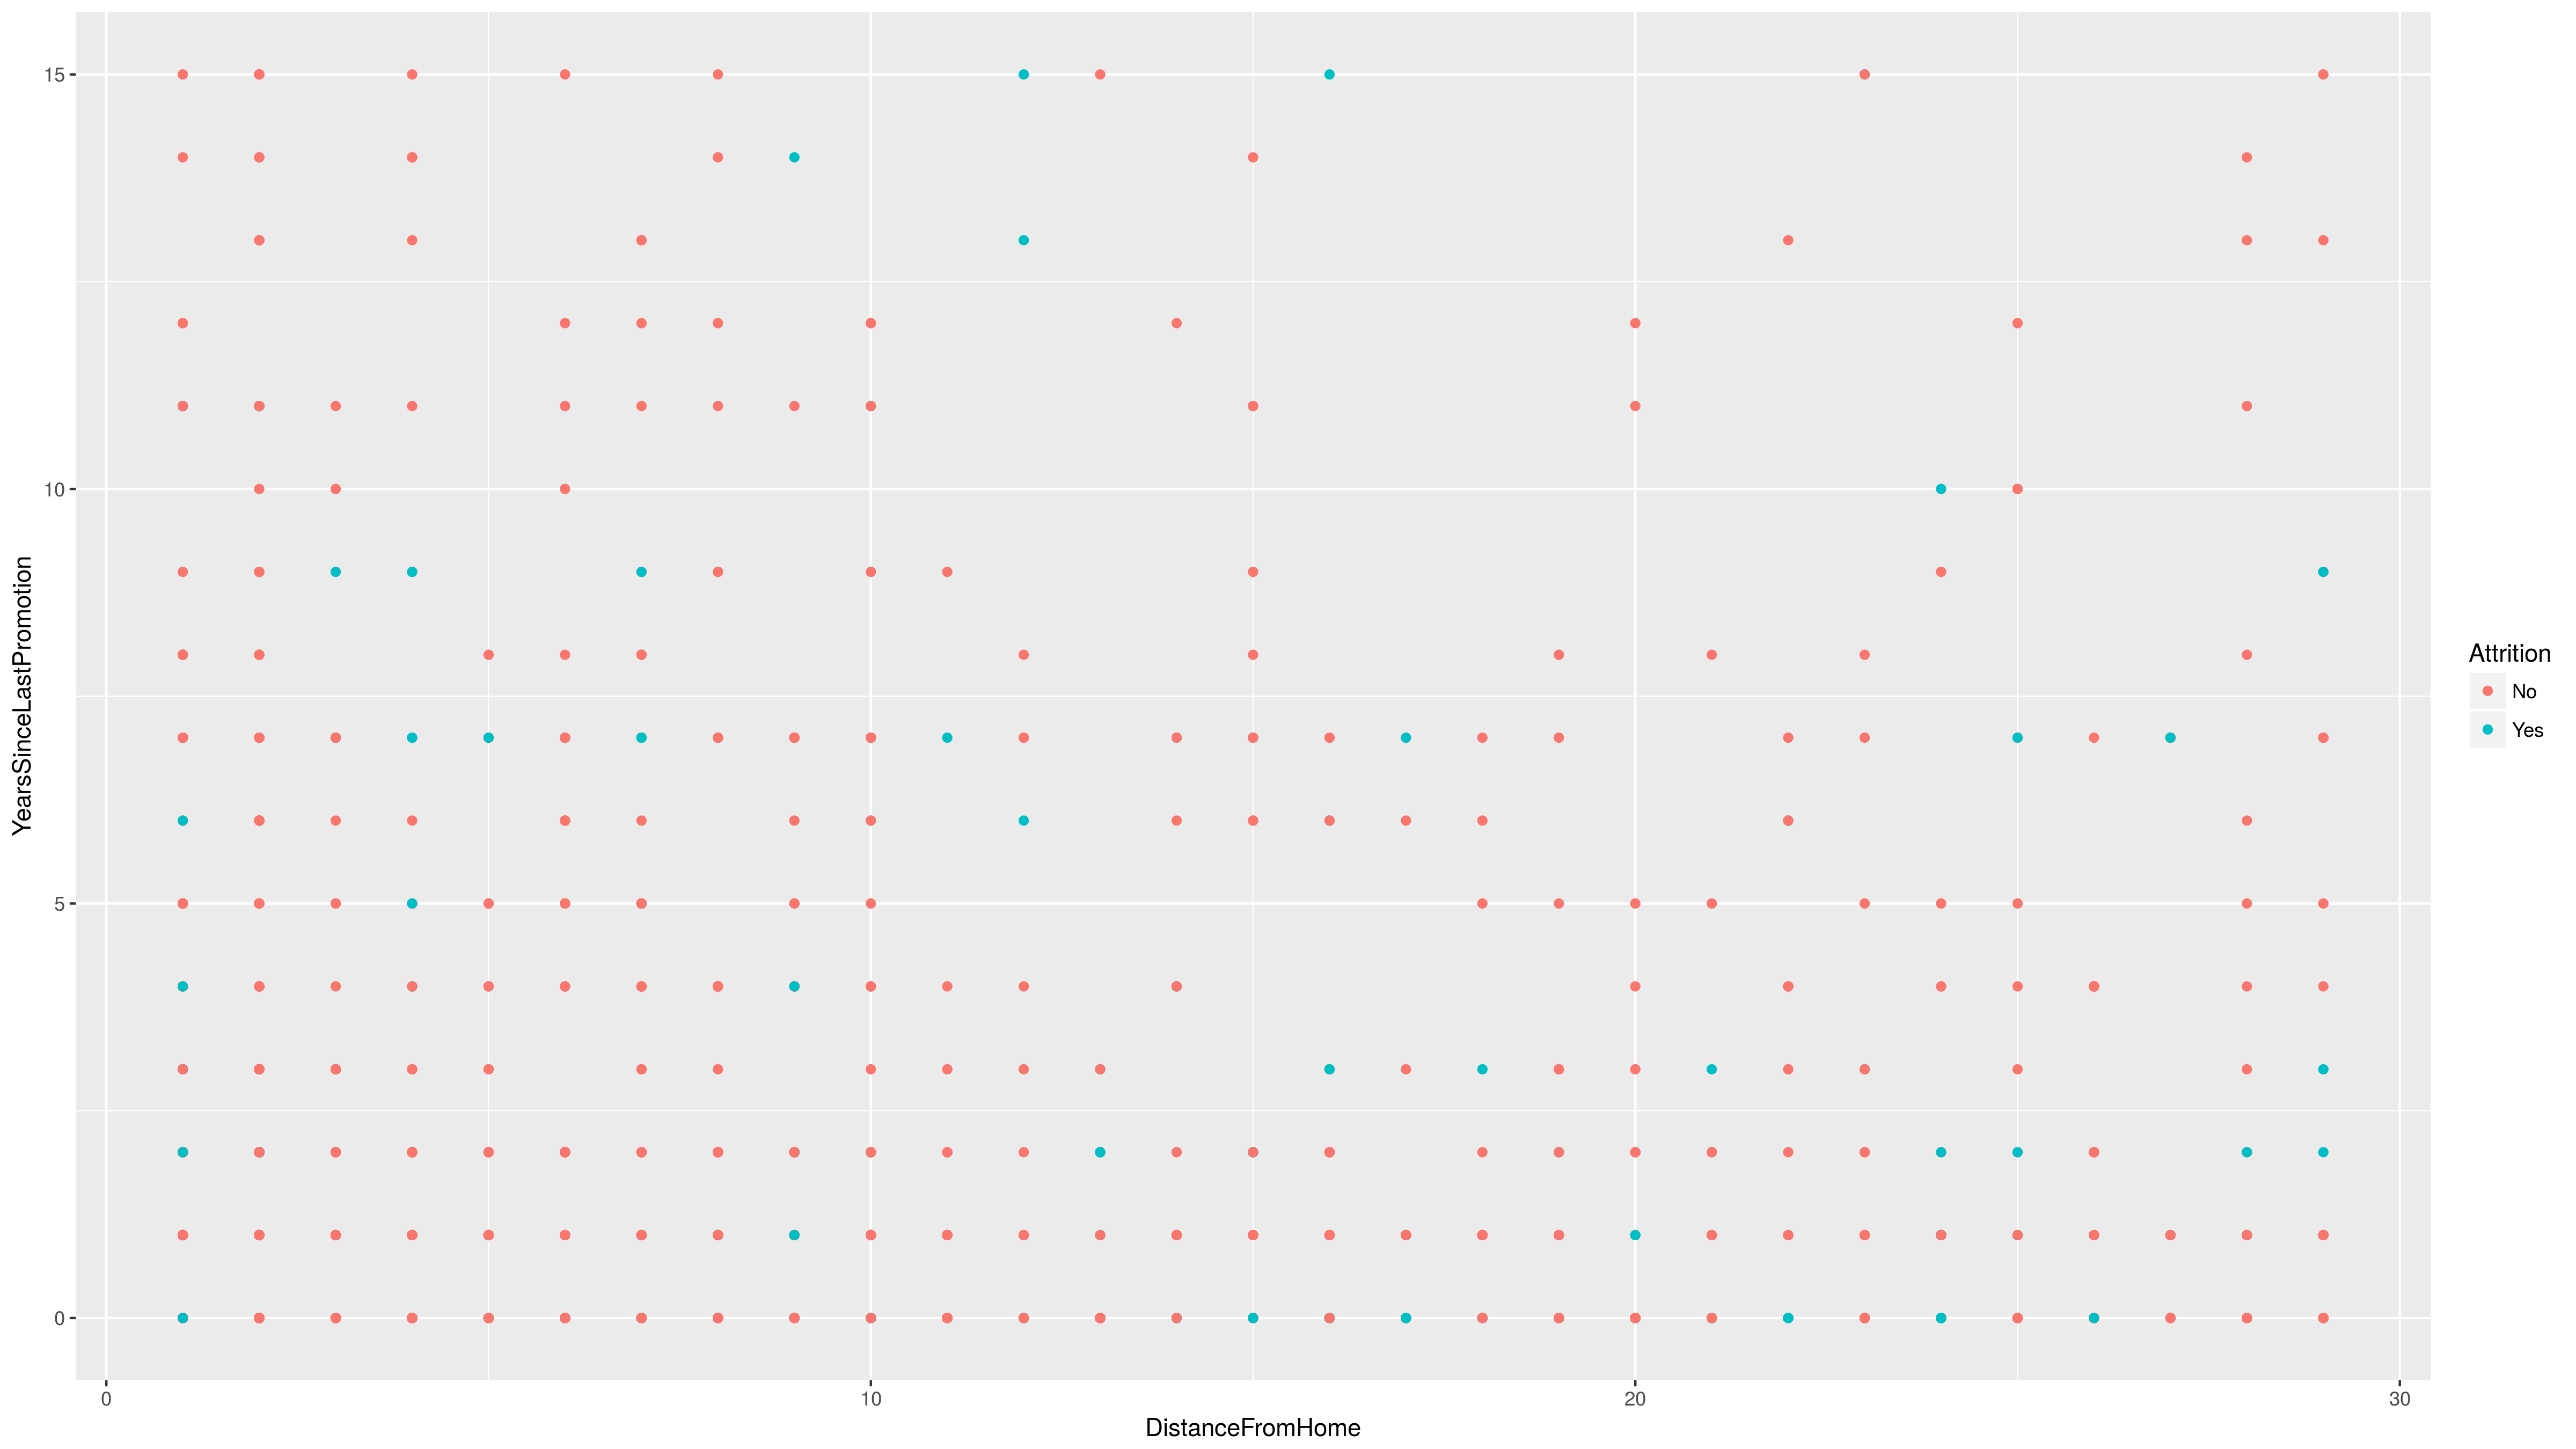 15
10
5
0
YearsSinceLastPromotion
0
10
20
30
DistanceFromHome
Attrition
No
Yes